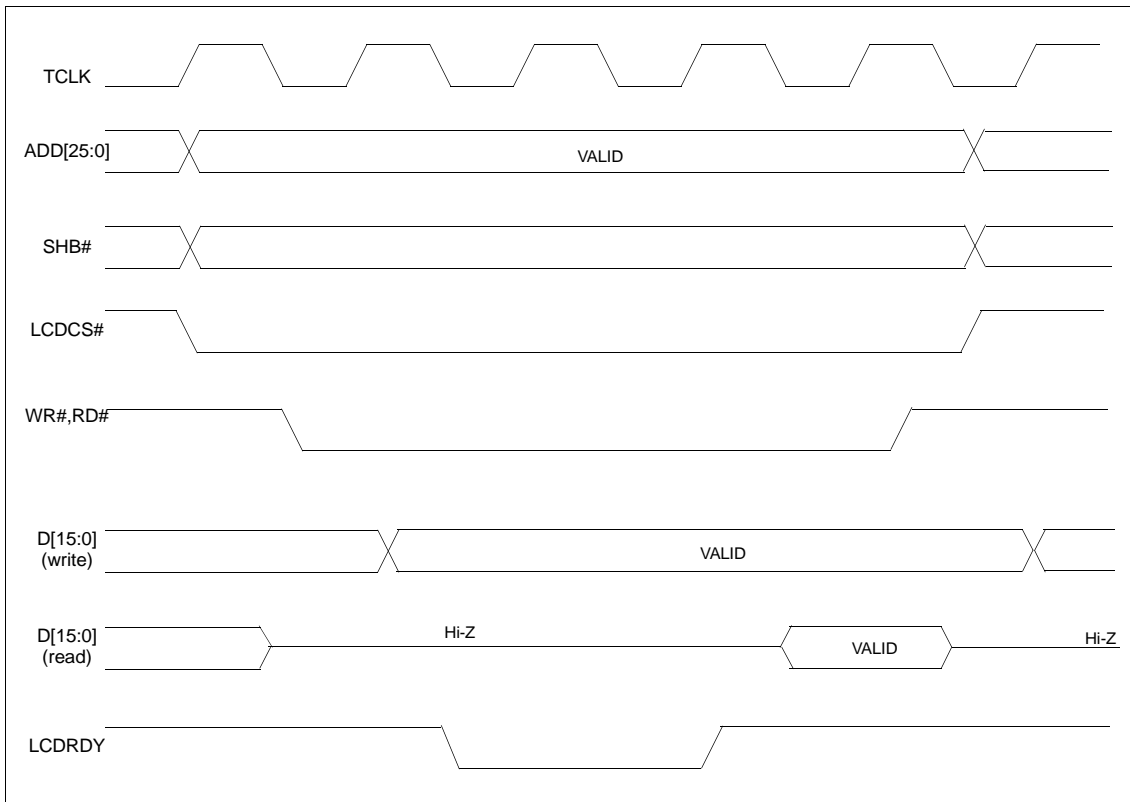 TCLK
ADD[25:0]
VALID
SHB#
LCDCS#
WR#,RD#
D[15:0]
(write)
VALID
D[15:0]
(read)
Hi-Z
VALID
Hi-Z
LCDRDY